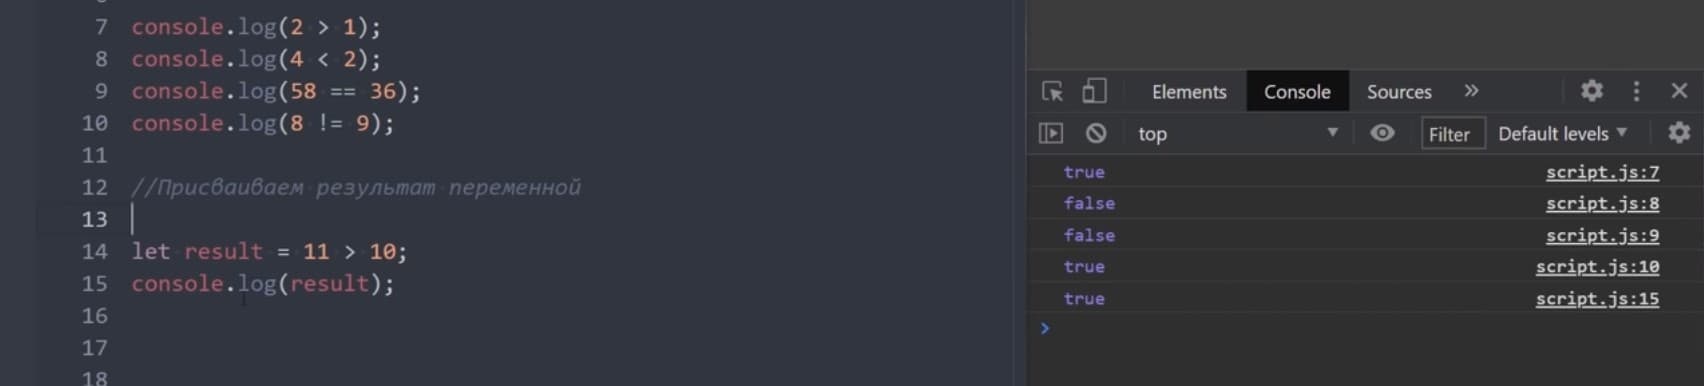 7 console.log(2 > 1);
8 console.log(4 < 2);
9 console.log(58 == 36);
10 console.log(8 != 9);
11
12 //Присваиваем результат переменной
13
14 let result = 11 > 10;
15 console.log(result);
16
17
18
Elements Console Sources »
top Filter Default levels
true script.js:7
false script.js:8
false script.js:9
true script.js:10
true script.js:15